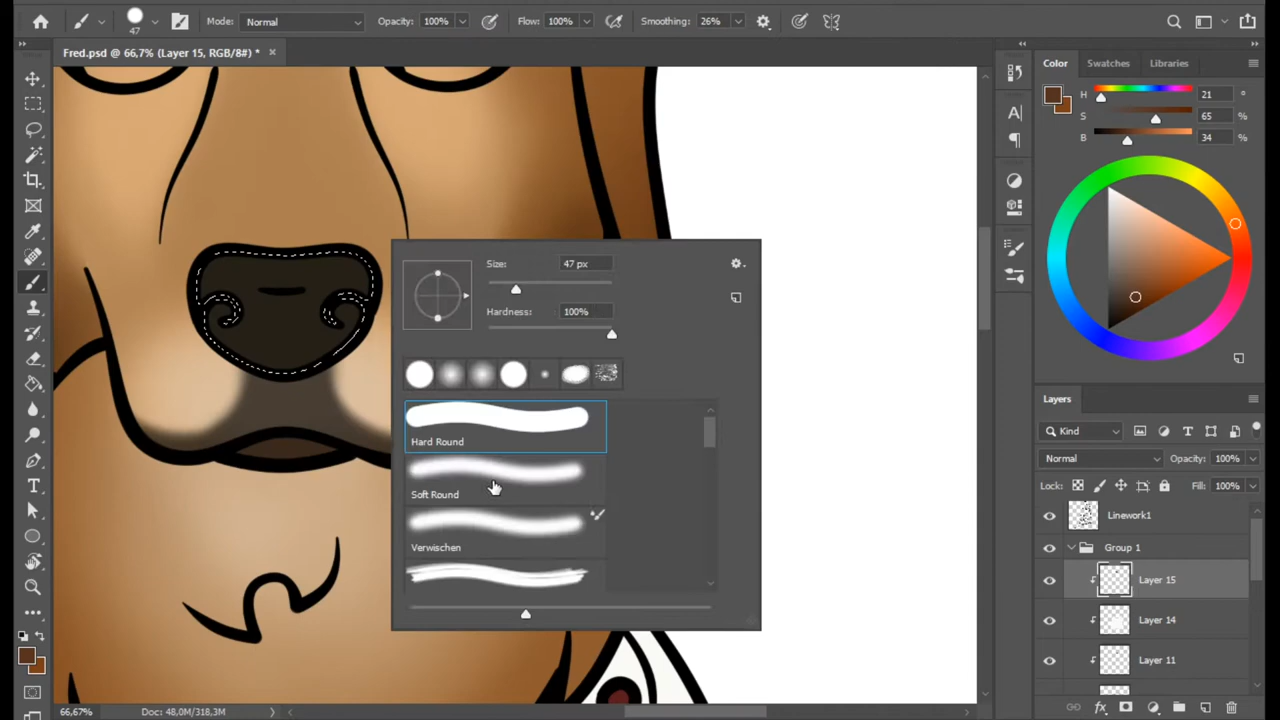 47
Mode: Normal
Opacity: 100%
Flow: 100%
Smoothing: 26%
Fred.psd @ 66,7% (Layer 15, RGB/8#) * ×
Size: 47 px
Hardness: 100%
Hard Round
Soft Round
Verwischen
66,67%
Doc: 48,0M/318,3M
Color
Swatches
Libraries
H 21 °
S 65 %
B 34 %
Layers
Kind
Normal
Opacity: 100%
Lock:
Fill: 100%
Linework1
Group 1
Layer 15
Layer 14
Layer 11